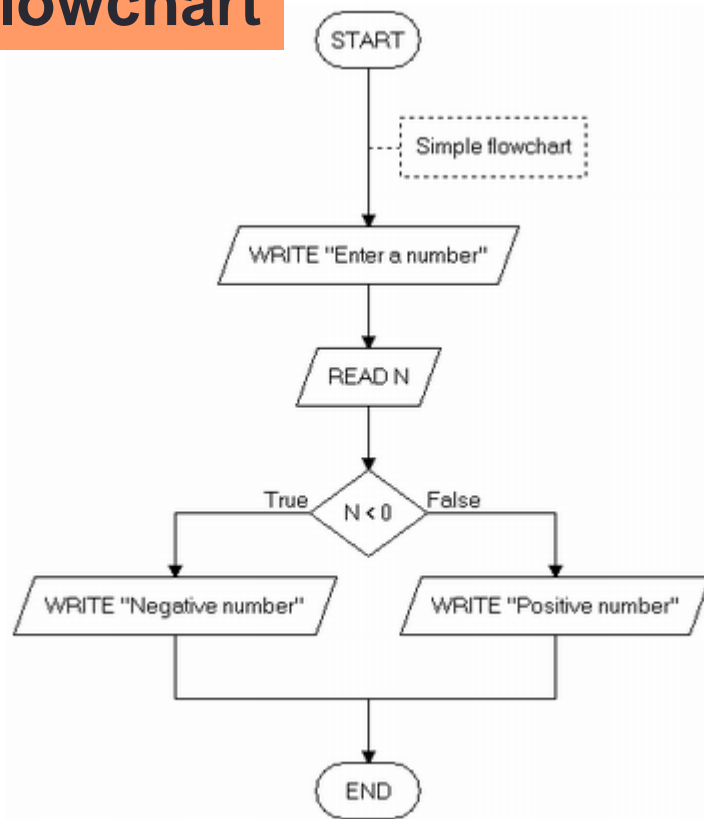 lowchart
START
Simple flowchart
WRITE "Enter a number"
READ N
N < 0
True
False
WRITE "Negative number"
WRITE "Positive number"
END